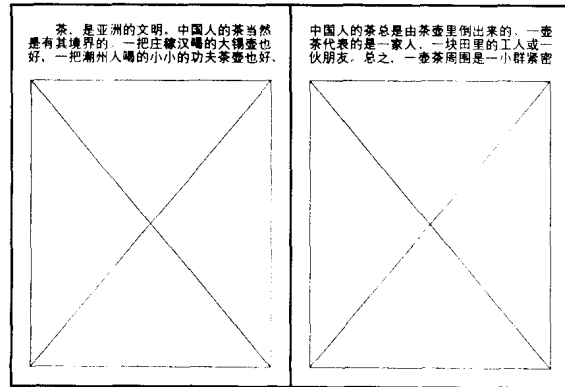 茶、是亚洲的文明。中国人的茶当然
是有其境界的。一把庄稼汉喝的大锡壶也
好，一把潮州人喝的小小的功夫茶壶也好、
中国人的茶总是由茶壶里倒出来的。一壶
茶代表的是一家人、一块田里的工人或一
伙朋友。总之、一壶茶周围是一小群紧密